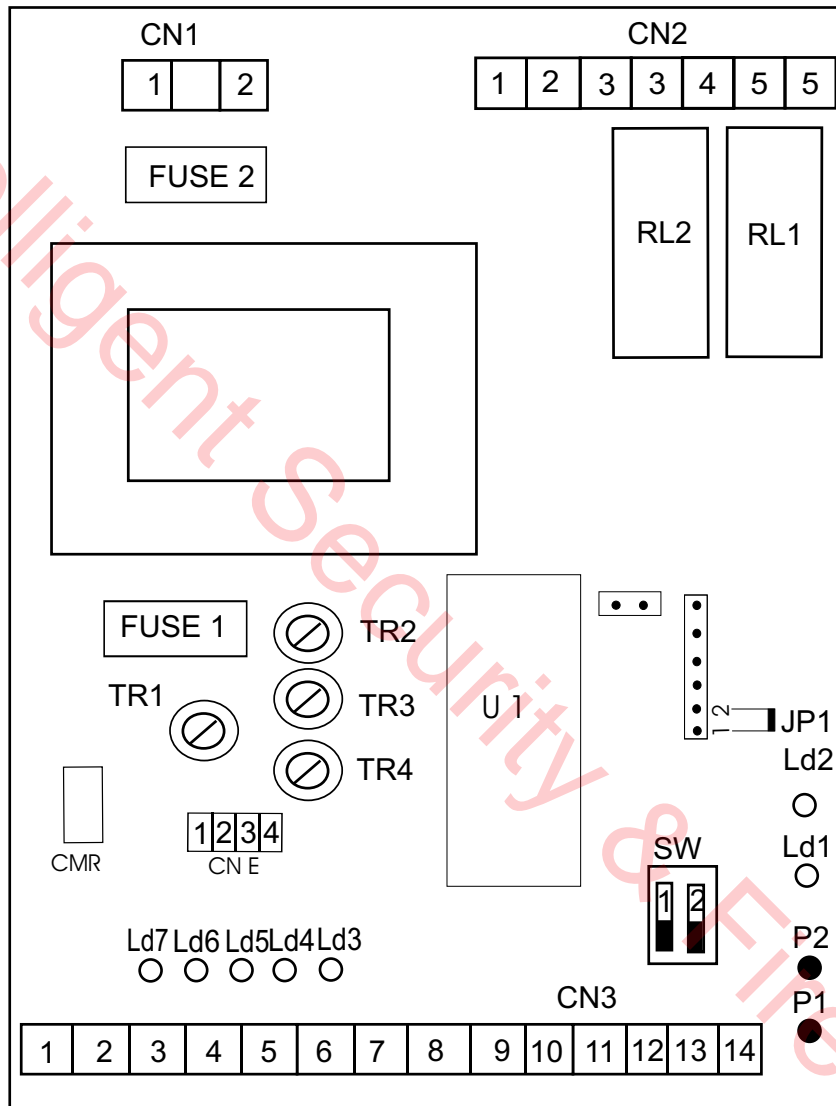 CN1
CN2
1 2
1 2 3 3 4 5 5
FUSE 2
RL2
RL1
FUSE 1
TR2
TR1
TR3
U 1
1 2
JP1
TR4
Ld2
1 2 3 4
CMR
CN E
SW
Ld1
1 2
Ld7 Ld6 Ld5 Ld4 Ld3
P2
CN3
P1
1 2 3 4 5 6 7 8 9 10 11 12 13 14
elligent Security & Fire